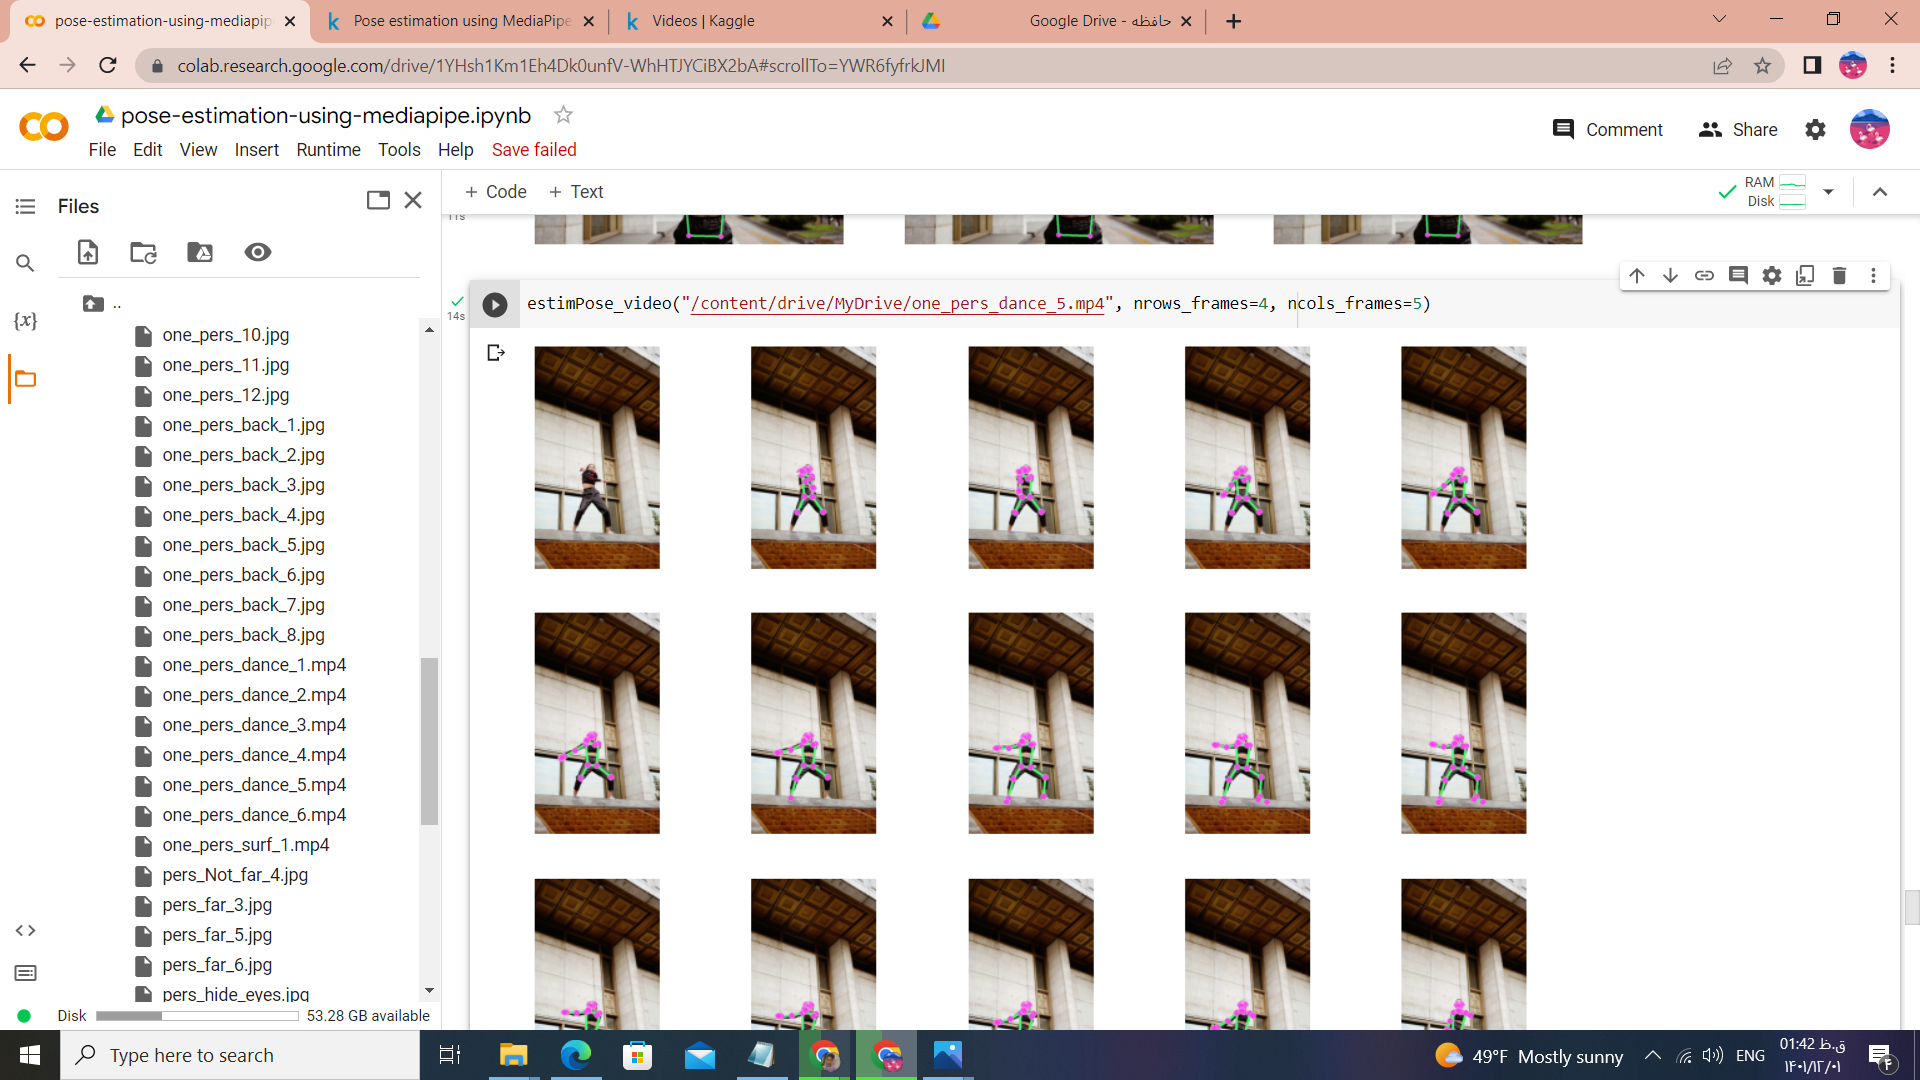 pose-estimation-using-mediapip
Pose estimation using MediaPipe
Videos | Kaggle
حافظه - Google Drive
colab.research.google.com/drive/1YHsh1Km1Eh4Dk0unfV-WhHTJYCiBX2bA#scrollTo=YWR6fyfrkJMI
pose-estimation-using-mediapipe.ipynb
Comment
Share
File Edit View Insert Runtime Tools Help Save failed
Files
+ Code + Text
RAM
Disk
11s
..
{x}
14s
estimPose_video("/content/drive/MyDrive/one_pers_dance_5.mp4", nrows_frames=4, ncols_frames=5)
one_pers_10.jpg
one_pers_11.jpg
one_pers_12.jpg
one_pers_back_1.jpg
one_pers_back_2.jpg
one_pers_back_3.jpg
one_pers_back_4.jpg
one_pers_back_5.jpg
one_pers_back_6.jpg
one_pers_back_7.jpg
one_pers_back_8.jpg
one_pers_dance_1.mp4
one_pers_dance_2.mp4
one_pers_dance_3.mp4
one_pers_dance_4.mp4
one_pers_dance_5.mp4
one_pers_dance_6.mp4
one_pers_surf_1.mp4
pers_Not_far_4.jpg
pers_far_3.jpg
pers_far_5.jpg
pers_far_6.jpg
pers_hide_eyes.jpg
Disk 53.28 GB available
Type here to search
49°F Mostly sunny
ENG
01:42 ق.ظ
۱۴۰۱/۱۲/۰۱
۴